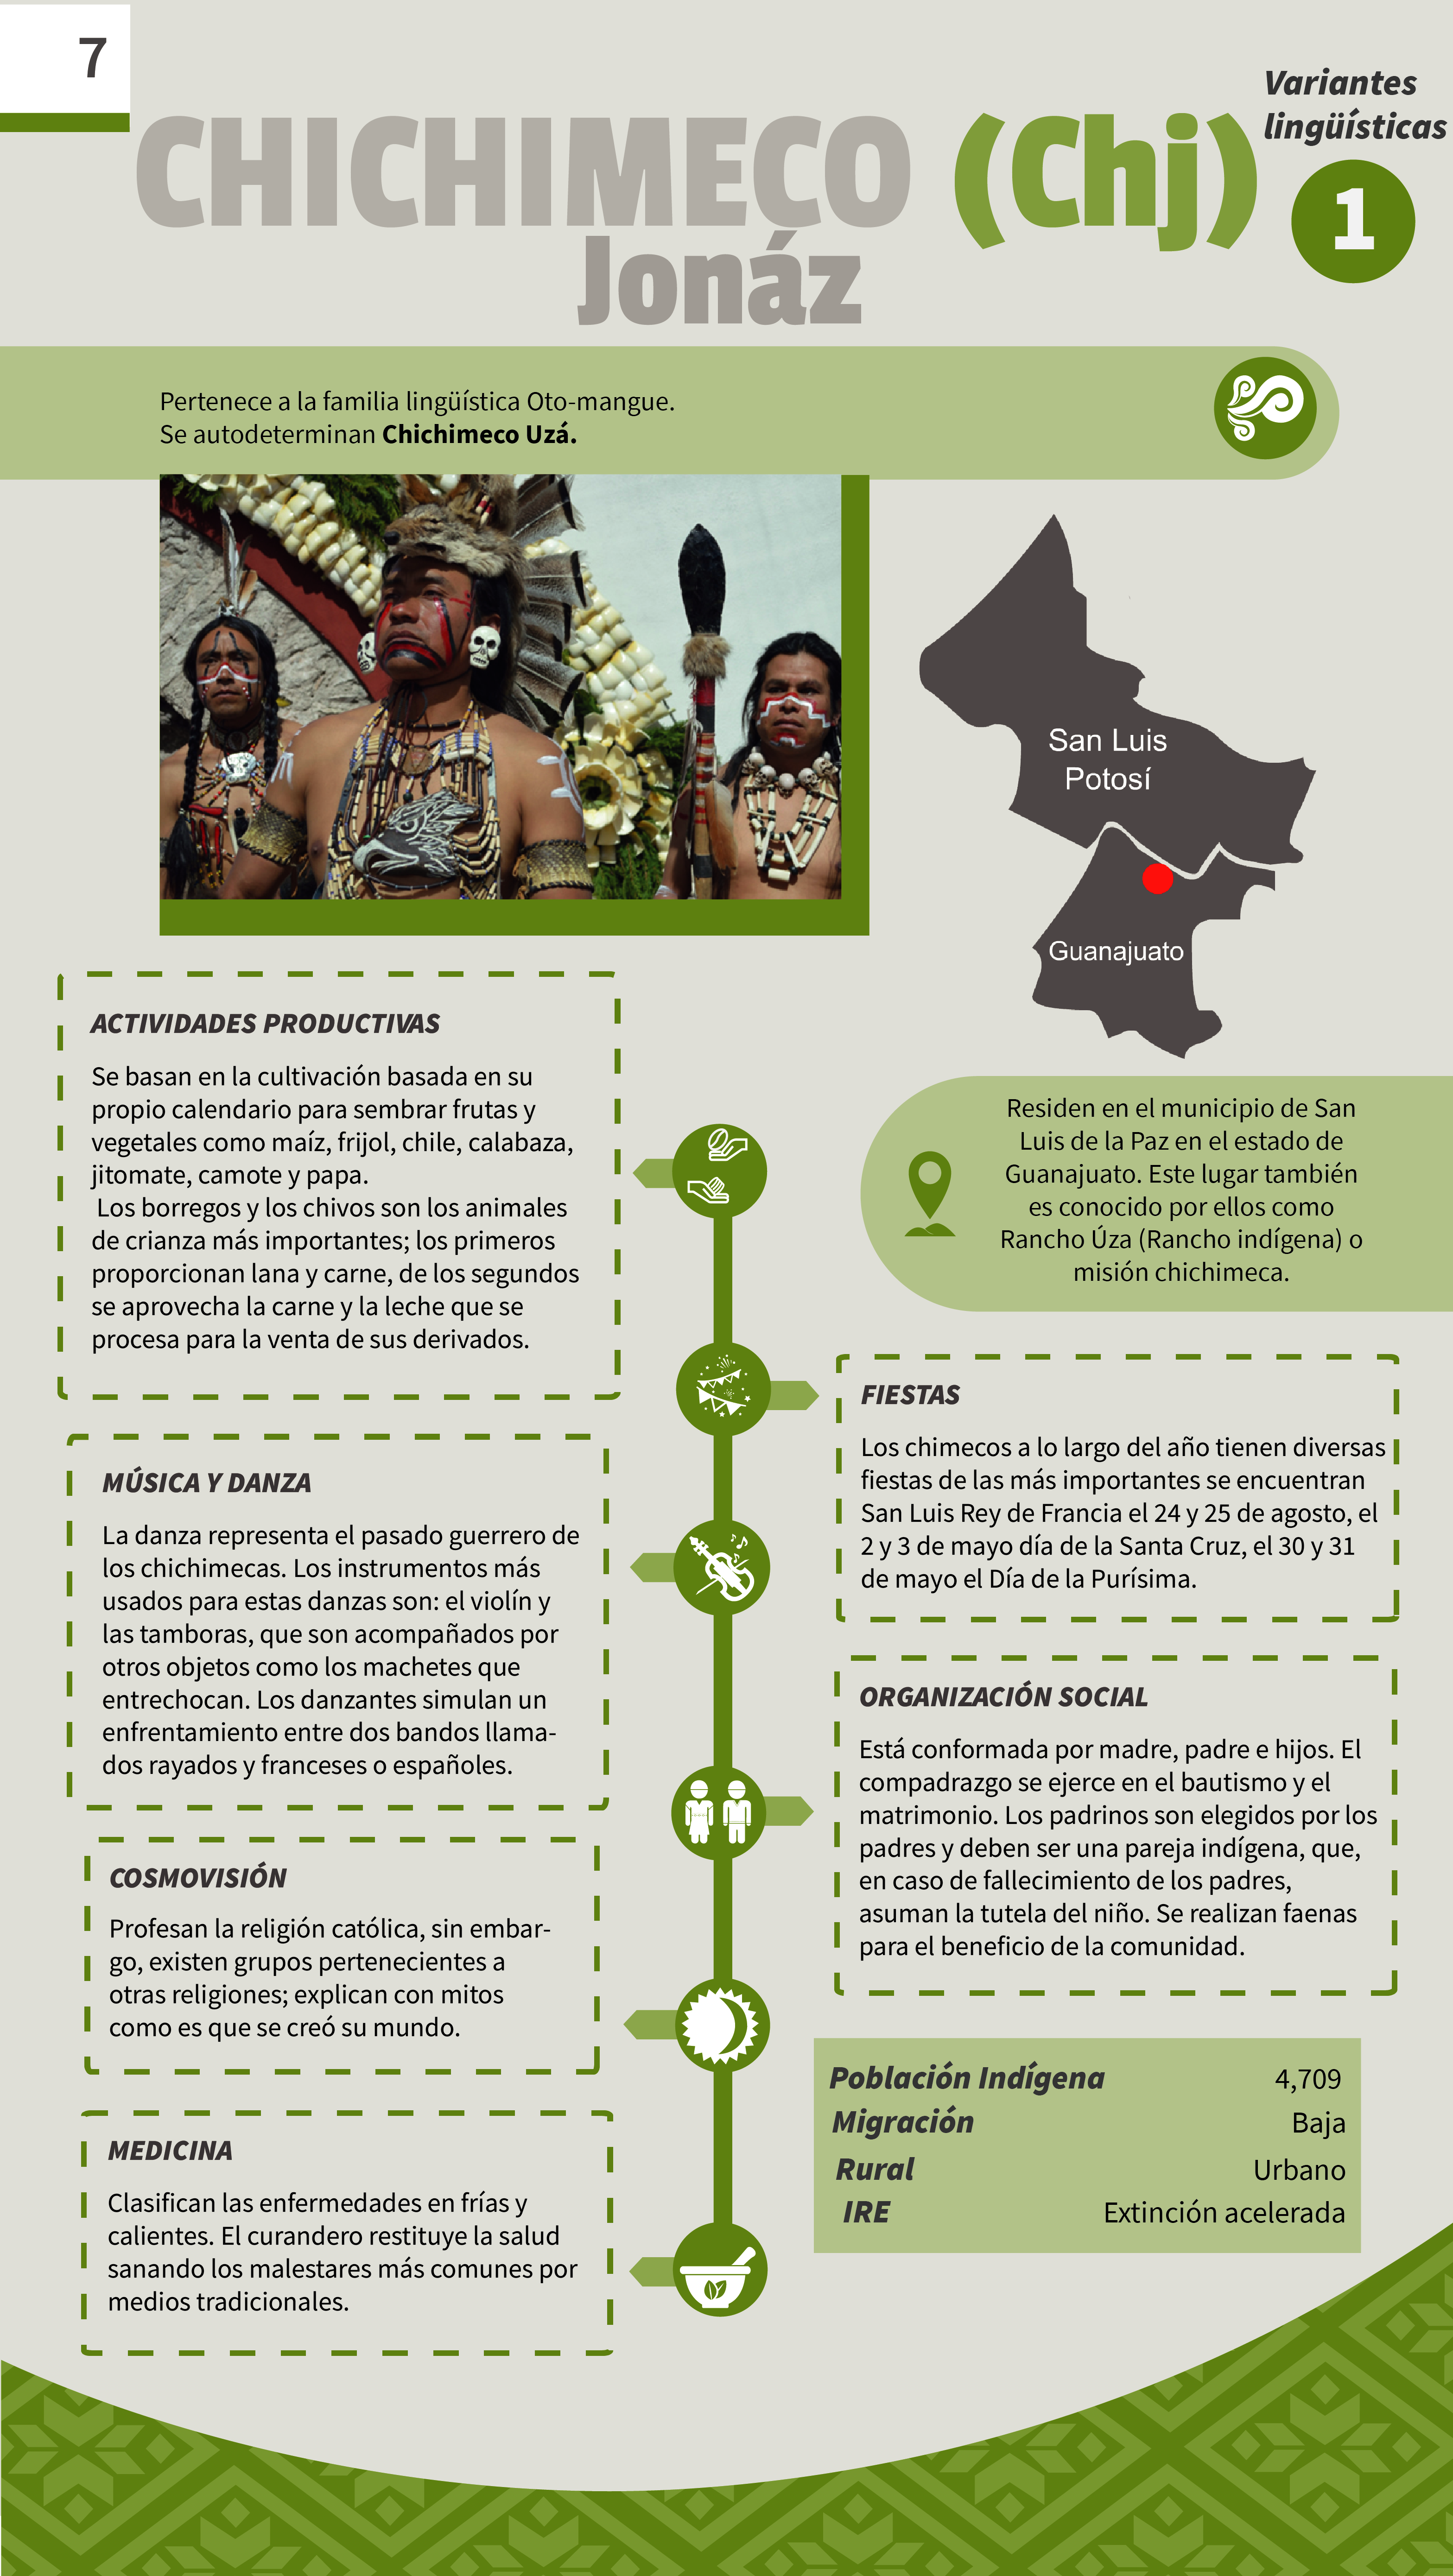 7
Variantes
lingüísticas
1
CHICHIMECO (Chj)
Jonáz
Pertenece a la familia lingüística Oto-mangue.
Se autodeterminan Chichimeco Uzá.
San Luis
Potosí
Guanajuato
ACTIVIDADES PRODUCTIVAS
Se basan en la cultivación basada en su
propio calendario para sembrar frutas y
vegetales como maíz, frijol, chile, calabaza,
jitomate, camote y papa.
Los borregos y los chivos son los animales
de crianza más importantes; los primeros
proporcionan lana y carne, de los segundos
se aprovecha la carne y la leche que se
procesa para la venta de sus derivados.
Residen en el municipio de San
Luis de la Paz en el estado de
Guanajuato. Este lugar también
es conocido por ellos como
Rancho Úza (Rancho indígena) o
misión chichimeca.
FIESTAS
Los chimecos a lo largo del año tienen diversas
fiestas de las más importantes se encuentran
San Luis Rey de Francia el 24 y 25 de agosto, el
2 y 3 de mayo día de la Santa Cruz, el 30 y 31
de mayo el Día de la Purísima.
MÚSICA Y DANZA
La danza representa el pasado guerrero de
los chichimecas. Los instrumentos más
usados para estas danzas son: el violín y
las tamboras, que son acompañados por
otros objetos como los machetes que
entrechocan. Los danzantes simulan un
enfrentamiento entre dos bandos llama-
dos rayados y franceses o españoles.
ORGANIZACIÓN SOCIAL
Está conformada por madre, padre e hijos. El
compadrazgo se ejerce en el bautismo y el
matrimonio. Los padrinos son elegidos por los
padres y deben ser una pareja indígena, que,
en caso de fallecimiento de los padres,
asuman la tutela del niño. Se realizan faenas
para el beneficio de la comunidad.
COSMOVISIÓN
Profesan la religión católica, sin embar-
go, existen grupos pertenecientes a
otras religiones; explican con mitos
como es que se creó su mundo.
MEDICINA
Clasifican las enfermedades en frías y
calientes. El curandero restituye la salud
sanando los malestares más comunes por
medios tradicionales.
Población Indígena 4,709
Migración Baja
Rural Urbano
IRE Extinción acelerada